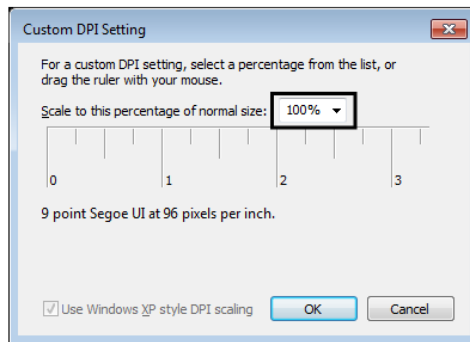 Custom DPI Setting
For a custom DPI setting, select a percentage from the list, or
drag the ruler with your mouse.
Scale to this percentage of normal size: 100%
0 1 2 3
9 point Segoe UI at 96 pixels per inch.
Use Windows XP style DPI scaling OK Cancel